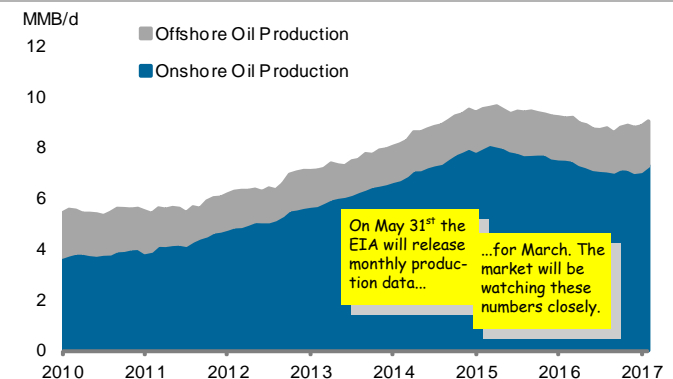 MMB/d
Offshore Oil Production
Onshore Oil Production
12
10
8
6
4
2
0
On May 31st the
EIA will release
monthly produc-
tion data...
...for March. The
market will be
watching these
numbers closely.
2010 2011 2012 2013 2014 2015 2016 2017